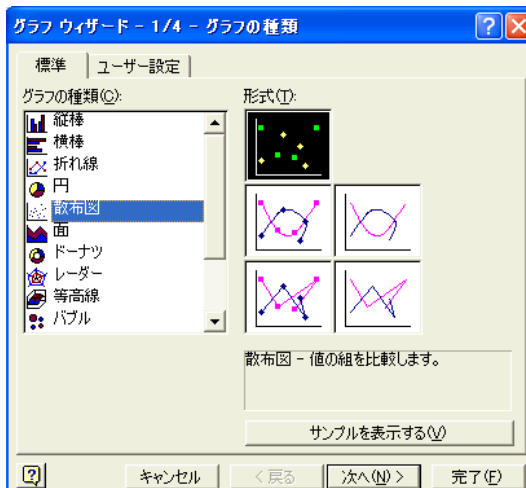 グラフ ウィザード - 1/4 - グラフの種類
標準 ユーザー設定
グラフの種類(C):
縦棒
横棒
折れ線
円
散布図
面
ドーナツ
レーダー
等高線
バブル
形式(T):
散布図 - 値の組を比較します。
サンプルを表示する(V)
キャンセル < 戻る 次へ(N) > 完了(F)